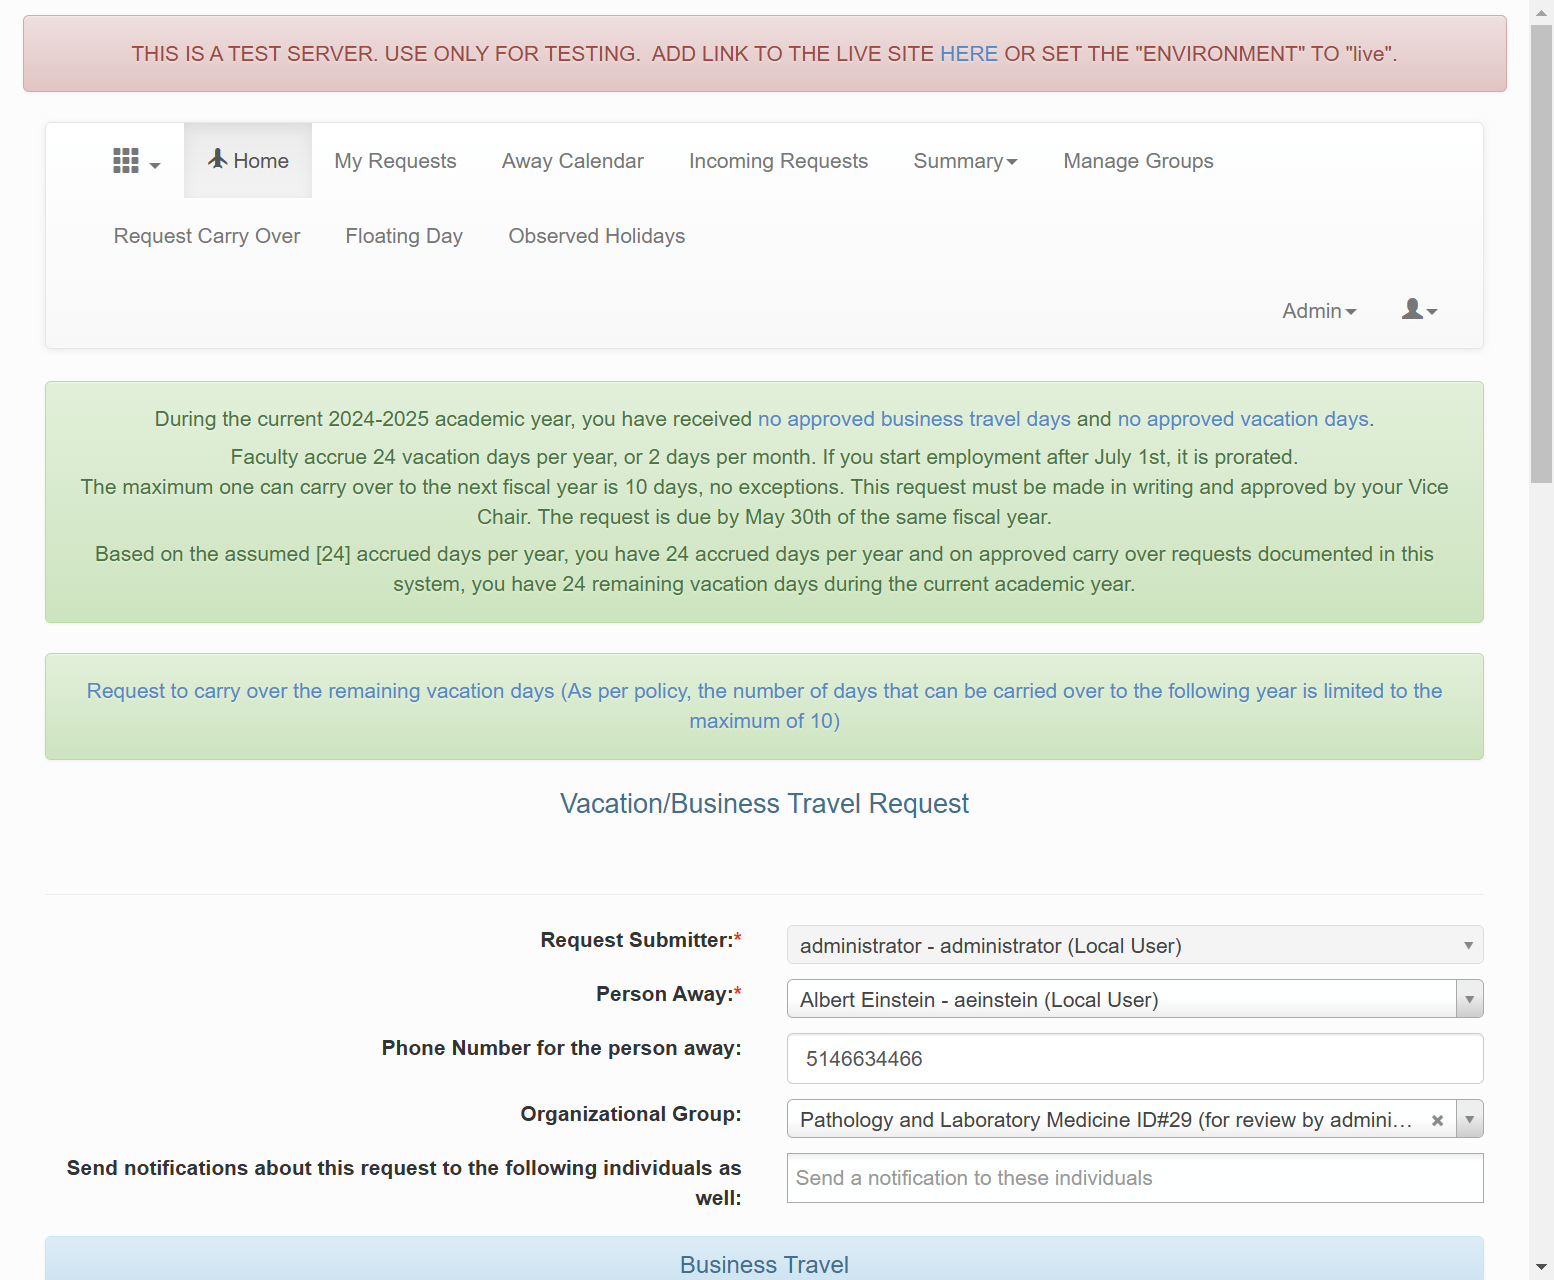 THIS IS A TEST SERVER. USE ONLY FOR TESTING.  ADD LINK TO THE LIVE SITE HERE OR SET THE "ENVIRONMENT" TO "live".
Home
My Requests
Away Calendar
Incoming Requests
Summary
Manage Groups
Request Carry Over
Floating Day
Observed Holidays
Admin
During the current 2024-2025 academic year, you have received no approved business travel days and no approved vacation days.
Faculty accrue 24 vacation days per year, or 2 days per month. If you start employment after July 1st, it is prorated.
The maximum one can carry over to the next fiscal year is 10 days, no exceptions. This request must be made in writing and approved by your Vice
Chair. The request is due by May 30th of the same fiscal year.
Based on the assumed [24] accrued days per year, you have 24 accrued days per year and on approved carry over requests documented in this
system, you have 24 remaining vacation days during the current academic year.
Request to carry over the remaining vacation days (As per policy, the number of days that can be carried over to the following year is limited to the
maximum of 10)
Vacation/Business Travel Request
Request Submitter:*
administrator - administrator (Local User)
Person Away:*
Albert Einstein - aeinstein (Local User)
Phone Number for the person away:
5146634466
Organizational Group:
Pathology and Laboratory Medicine ID#29 (for review by admini…
Send notifications about this request to the following individuals as
well:
Send a notification to these individuals
Business Travel